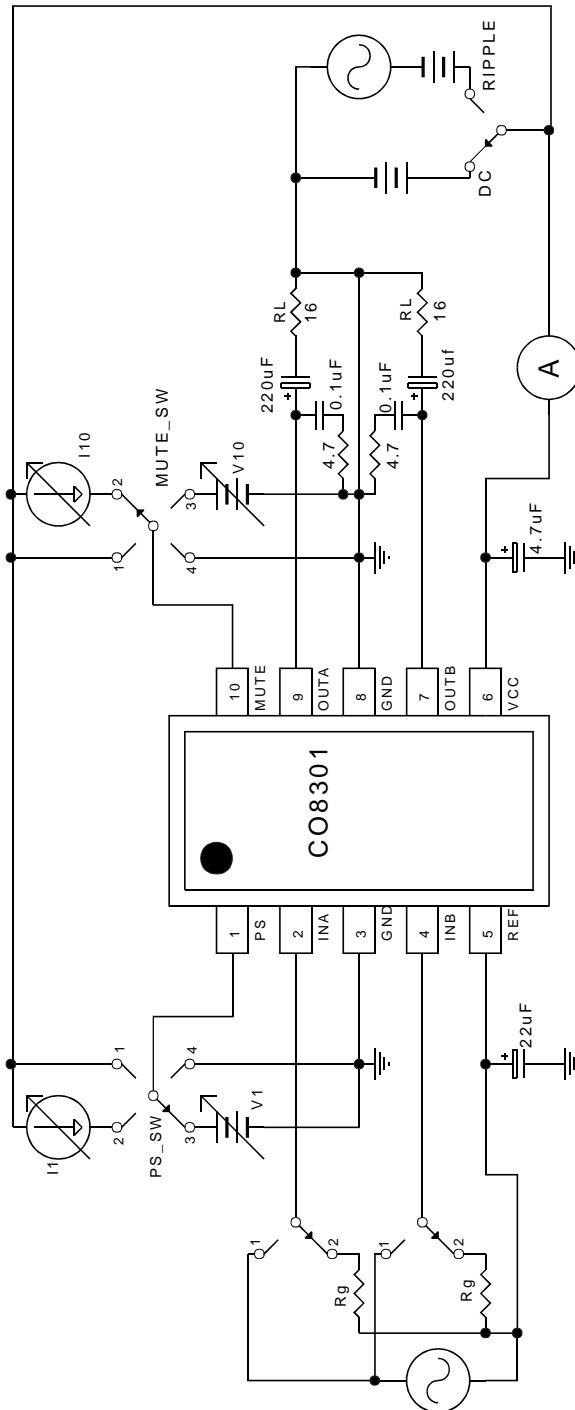 RIPPLE
DC
RL
16
RL
16
220uF
+
0.1uF
0.1uF
+
220uf
4.7
4.7
A
I10
2
MUTE_SW
3
V10
1
4
+
4.7uF
10
9
8
7
6
MUTE
OUTA
GND
OUTB
VCC
CO8301
1
2
3
4
5
PS
INA
GND
INB
REF
1
4
+
22uF
I1
2
PS_SW
3
V1
1
2
Rg
1
2
Rg